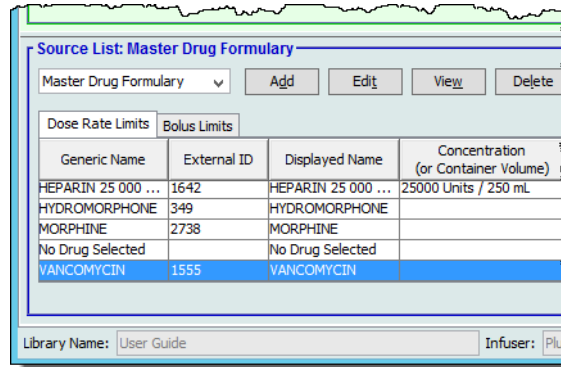 Source List: Master Drug Formulary
Master Drug Formulary Add Edit View Delete
Dose Rate Limits Bolus Limits
Generic Name External ID Displayed Name Concentration
(or Container Volume)
HEPARIN 25 000 ... 1642 HEPARIN 25 000 ... 25000 Units / 250 mL
HYDROMORPHONE 349 HYDROMORPHONE
MORPHINE 2738 MORPHINE
No Drug Selected No Drug Selected
VANCOMYCIN 1555 VANCOMYCIN
Library Name: User Guide Infuser: